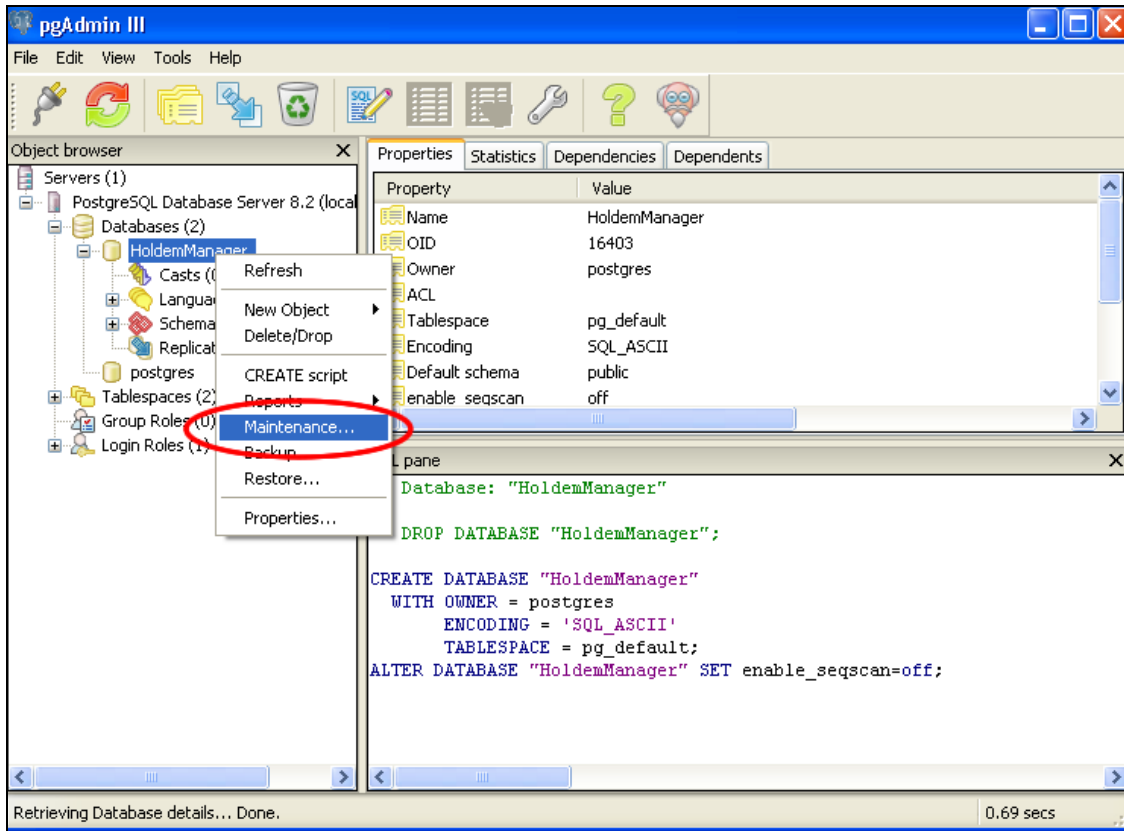 pgAdmin III
File Edit View Tools Help
SQL
Object browser
Servers (1)
PostgreSQL Database Server 8.2 (local
Databases (2)
HoldemManager
Casts (0
Langua
Schema
Replicat
postgres
Tablespaces (2)
Group Roles (0)
Login Roles (1)
Refresh
New Object
Delete/Drop
CREATE script
Reports
Maintenance...
Backup
Restore...
Properties...
Properties Statistics Dependencies Dependents
Property Value
Name HoldemManager
OID 16403
Owner postgres
ACL
Tablespace pg_default
Encoding SQL_ASCII
Default schema public
enable_seqscan off
L pane
Database: "HoldemManager"
DROP DATABASE "HoldemManager";
CREATE DATABASE "HoldemManager"
WITH OWNER = postgres
ENCODING = 'SQL_ASCII'
TABLESPACE = pg_default;
ALTER DATABASE "HoldemManager" SET enable_seqscan=off;
Retrieving Database details... Done. 0.69 secs